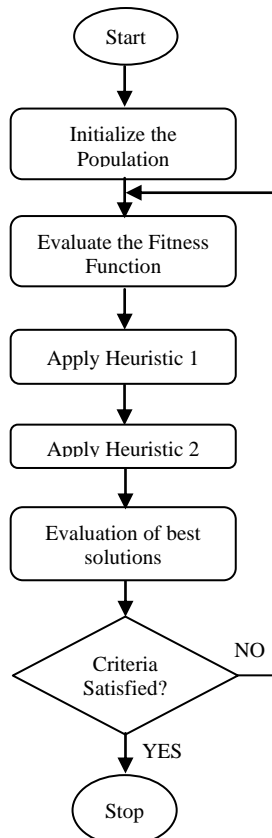 Start
Initialize the
Population
Evaluate the Fitness
Function
Apply Heuristic 1
Apply Heuristic 2
Evaluation of best
solutions
Criteria
Satisfied?
NO
YES
Stop